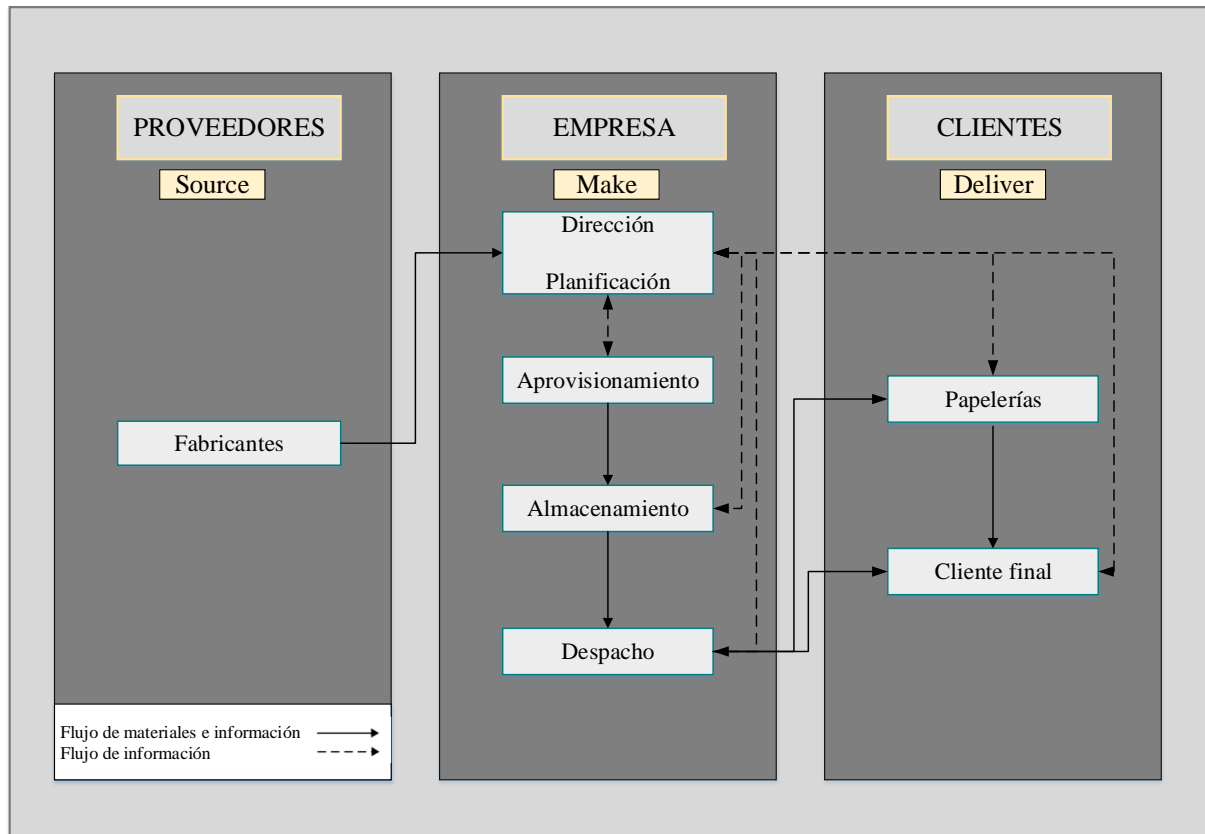 PROVEEDORES
Source
Fabricantes
Flujo de materiales e información
Flujo de información
EMPRESA
Make
Dirección
Planificación
Aprovisionamiento
Almacenamiento
Despacho
CLIENTES
Deliver
Papelerías
Cliente final